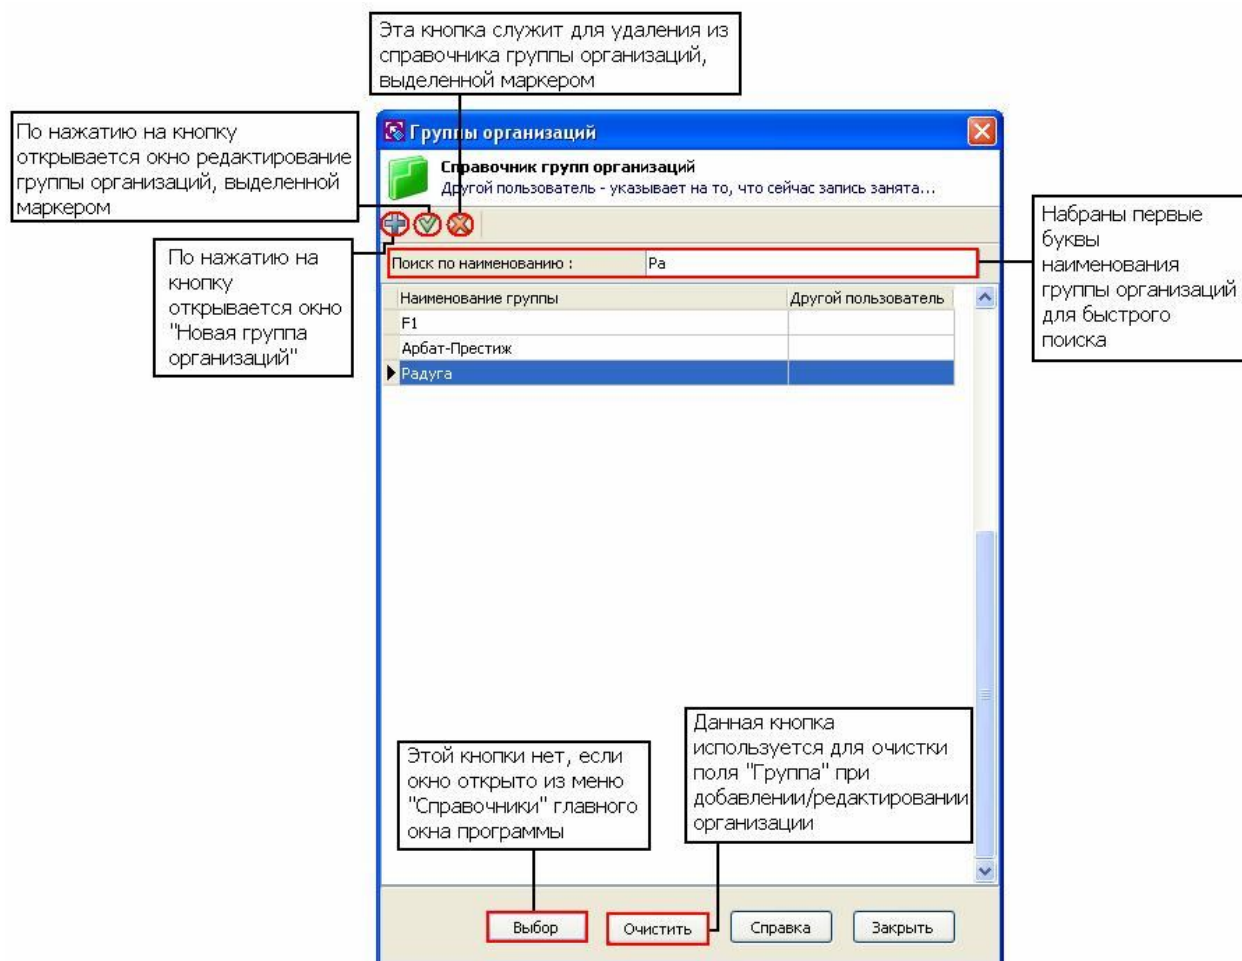 Эта кнопка служит для удаления из
справочника группы организаций,
выделенной маркером
По нажатию на кнопку
открывается окно редактирование
группы организаций, выделенной
маркером
По нажатию на
кнопку
открывается окно
"Новая группа
организаций"
Группы организаций
Справочник групп организаций
Другой пользователь - указывает на то, что сейчас запись занята...
Поиск по наименованию : Ра
Набраны первые
буквы
наименования
группы организаций
для быстрого
поиска
Наименование группы Другой пользователь
F1
Арбат-Престиж
Радуга
Этой кнопки нет, если
окно открыто из меню
"Справочники" главного
окна программы
Данная кнопка
используется для очистки
поля "Группа" при
добавлении/редактировании
организации
Выбор Очистить Справка Закрыть